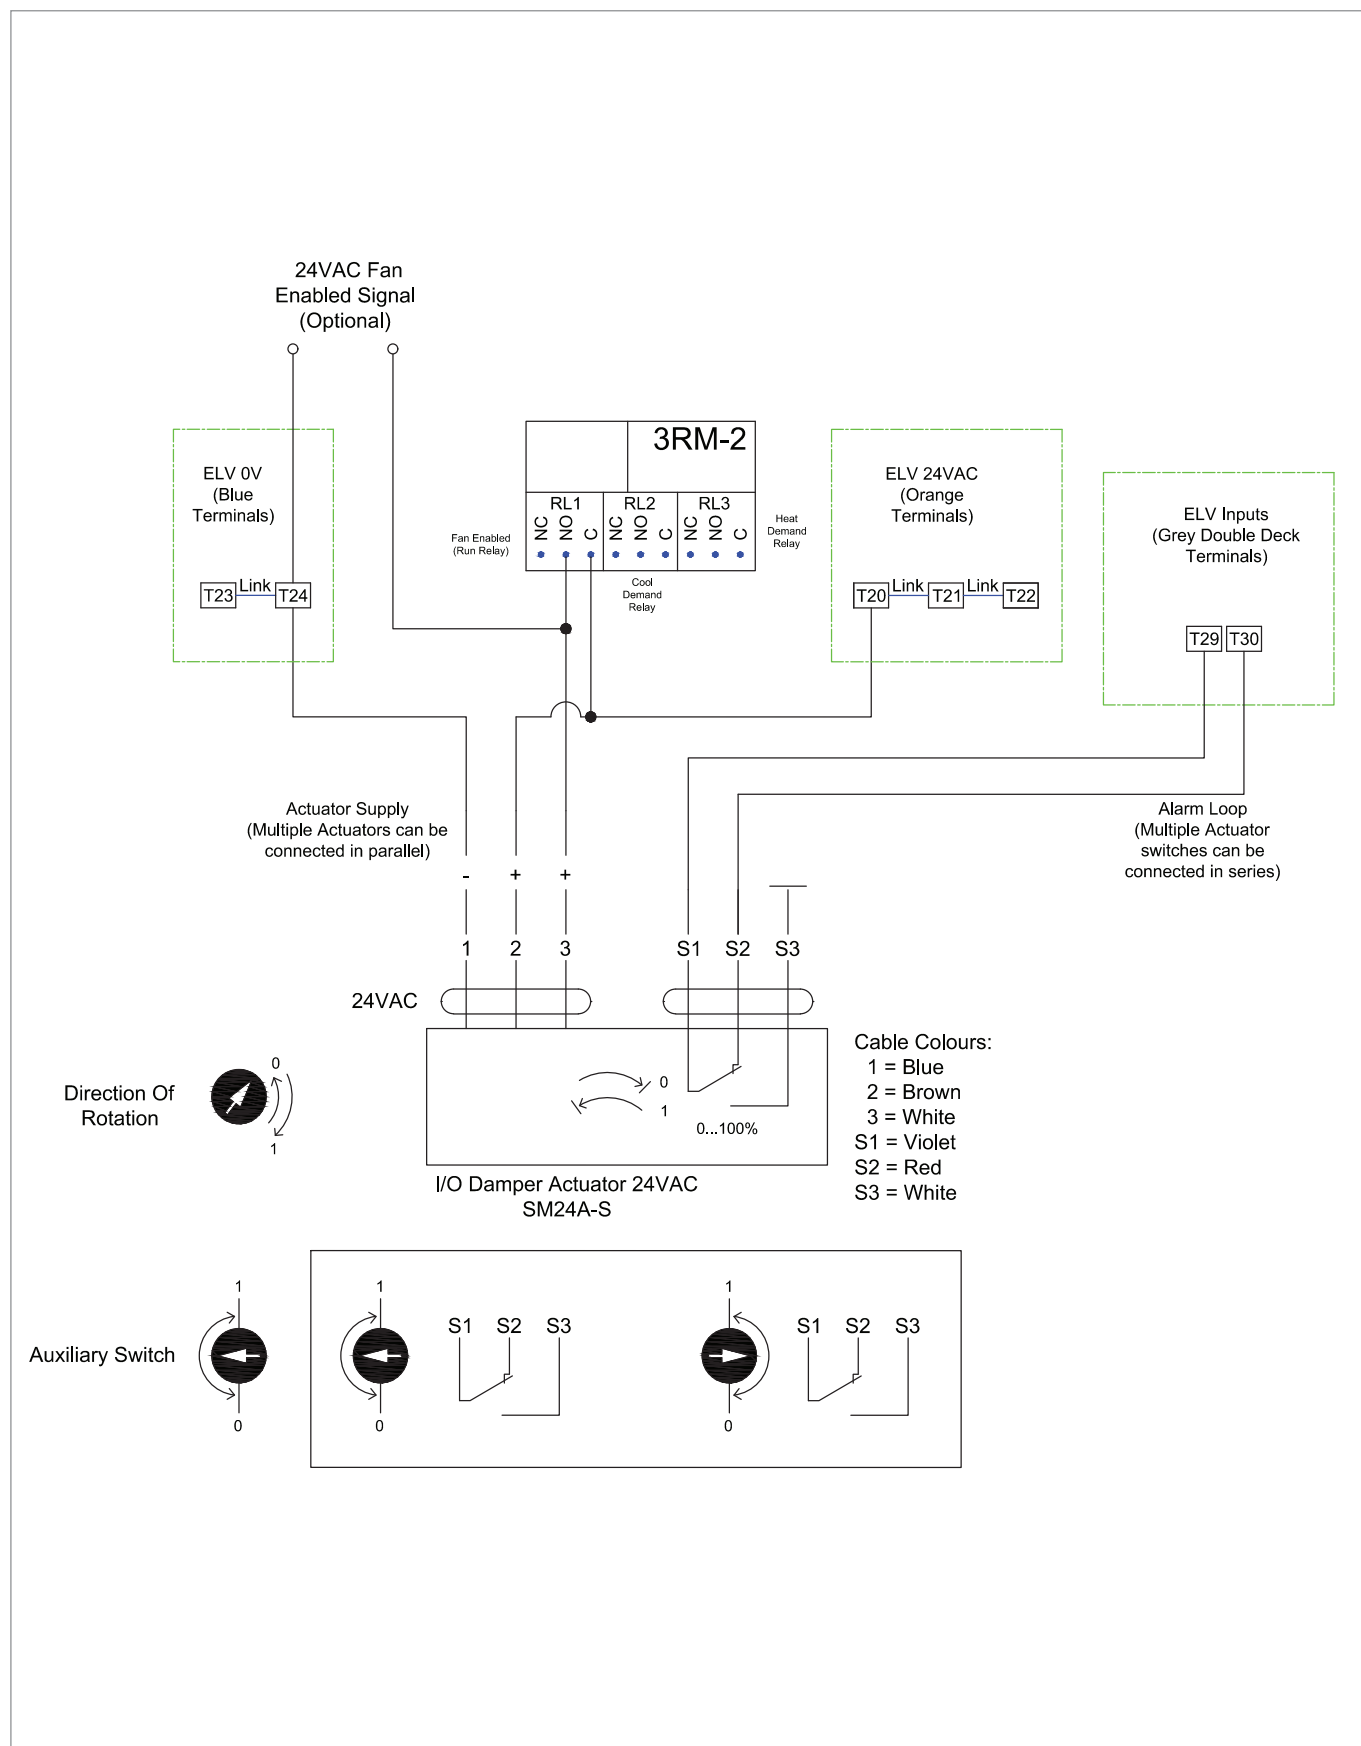 24VAC Fan
Enabled Signal
(Optional)
ELV 0V
(Blue
Terminals)
T23 Link T24
3RM-2
RL1 RL2 RL3
NC NO C NC NO C NC NO C
Fan Enabled
(Run Relay)
Cool
Demand
Relay
Heat
Demand
Relay
ELV 24VAC
(Orange
Terminals)
T20 Link T21 Link T22
ELV Inputs
(Grey Double Deck
Terminals)
T29 T30
Actuator Supply
(Multiple Actuators can be
connected in parallel)
Alarm Loop
(Multiple Actuator
switches can be
connected in series)
- + +
1 2 3 S1 S2 S3
24VAC
Direction Of
Rotation
0
1
0
1
0...100%
Cable Colours:
1 = Blue
2 = Brown
3 = White
S1 = Violet
S2 = Red
S3 = White
I/O Damper Actuator 24VAC
SM24A-S
Auxiliary Switch
1
0
1
0
S1 S2 S3
1
0
S1 S2 S3